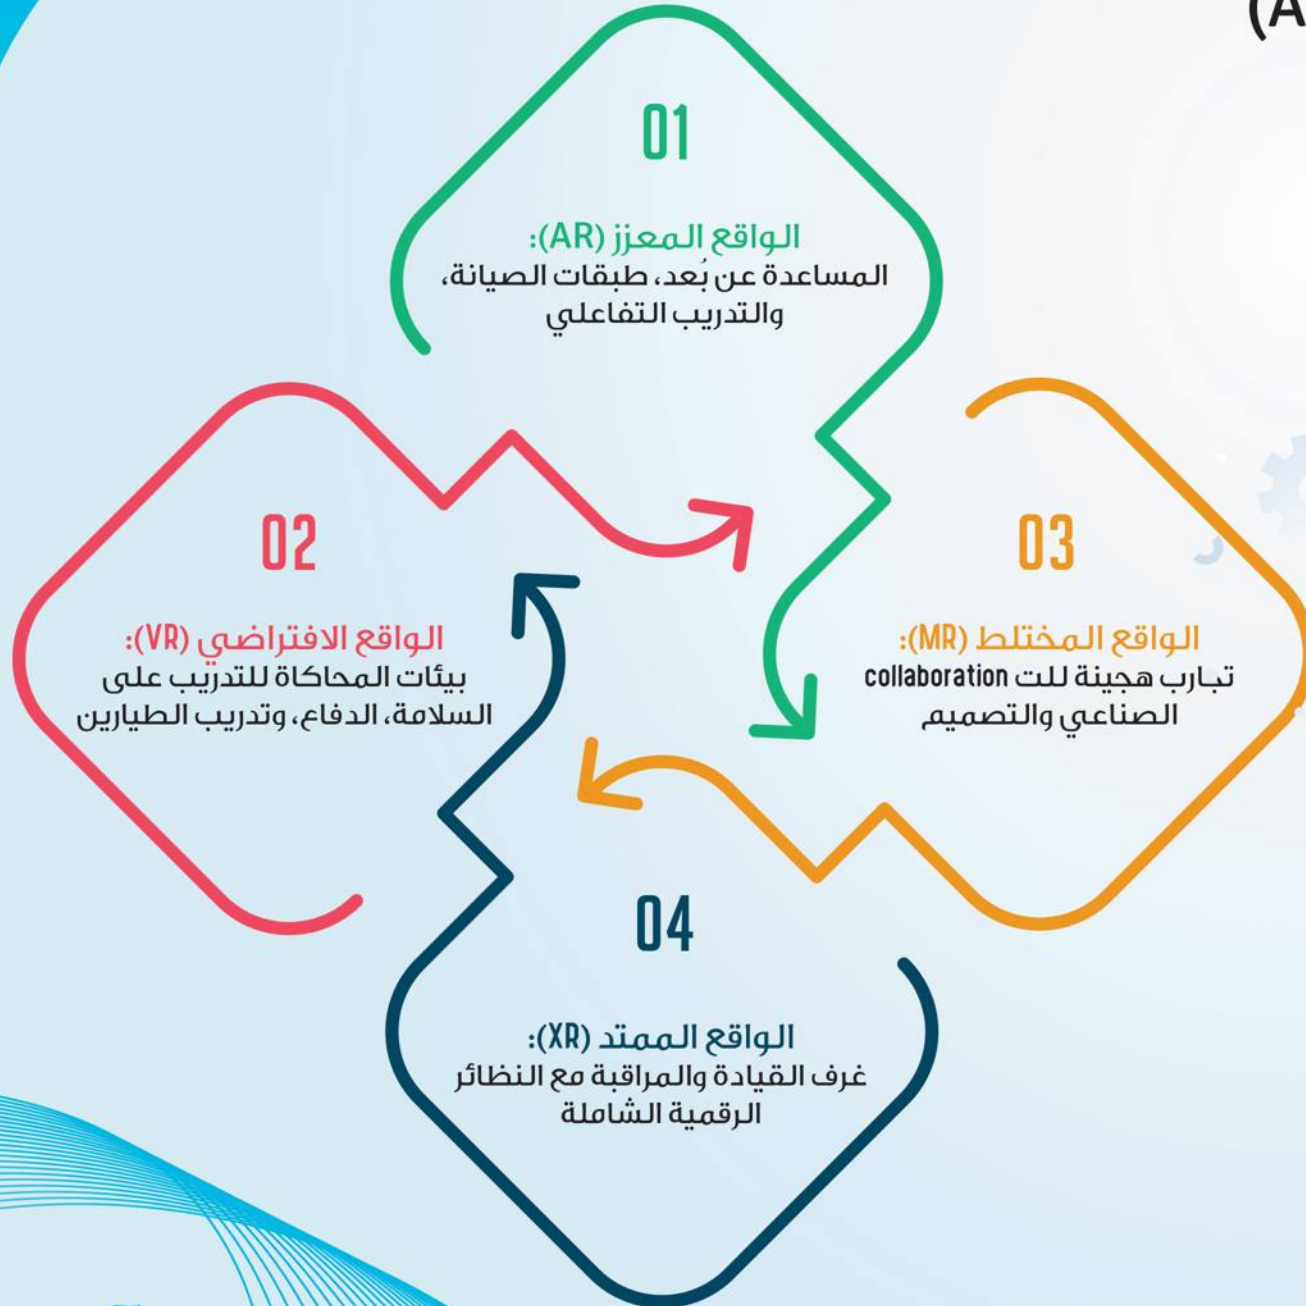 (A
01
الواقع المعزز (AR):
المساعدة عن بُعد، طبقات الصيانة،
والتدريب التفاعلي
02
الواقع الافتراضي (VR):
بيئات المحاكاة للتدريب على
السلامة، الدفاع، وتدريب الطيارين
03
الواقع المختلط (MR):
تجارب هجينة للت collaboration
الصناعي والتصميم
04
الواقع الممتد (XR):
غرف القيادة والمراقبة مع النظائر
الرقمية الشاملة